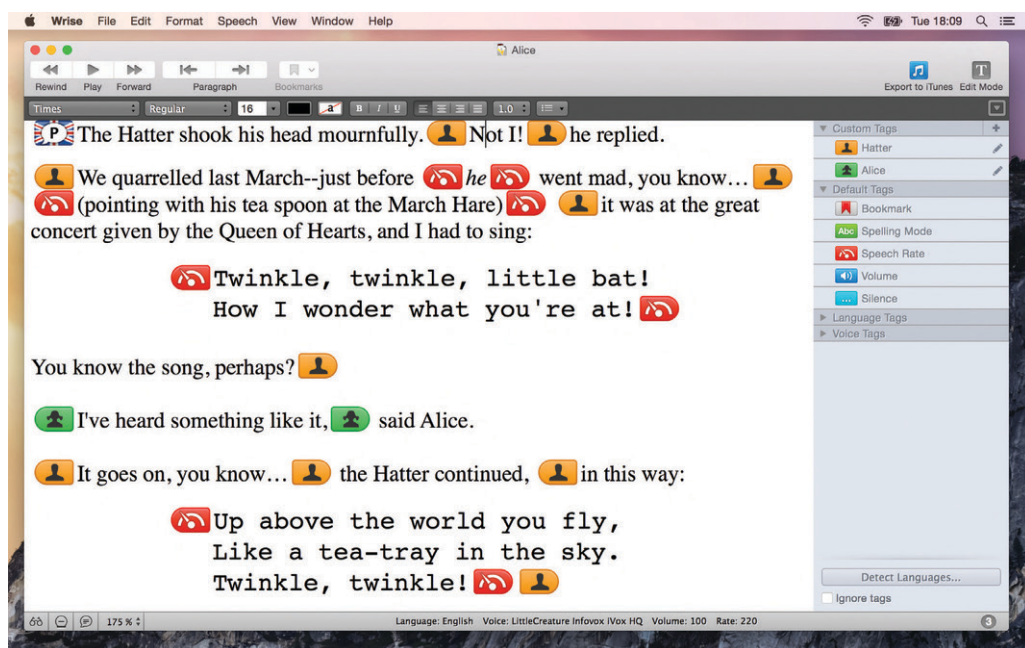 Wrise File Edit Format Speech View Window Help Tue 18:09
Alice
Rewind Play Forward Paragraph Bookmarks Export to iTunes Edit Mode
Times Regular 16 a B I U 1.0
P The Hatter shook his head mournfully. Not I! he replied.
We quarrelled last March--just before he went mad, you know…
(pointing with his tea spoon at the March Hare) it was at the great
concert given by the Queen of Hearts, and I had to sing:
Twinkle, twinkle, little bat!
How I wonder what you're at!
You know the song, perhaps?
I've heard something like it, said Alice.
It goes on, you know… the Hatter continued, in this way:
Up above the world you fly,
Like a tea-tray in the sky.
Twinkle, twinkle!
Custom Tags
Hatter
Alice
Default Tags
Bookmark
Abc Spelling Mode
Speech Rate
Volume
... Silence
Language Tags
Voice Tags
Detect Languages...
Ignore tags
175 % Language: English Voice: LittleCreature Infovox iVox HQ Volume: 100 Rate: 220 3